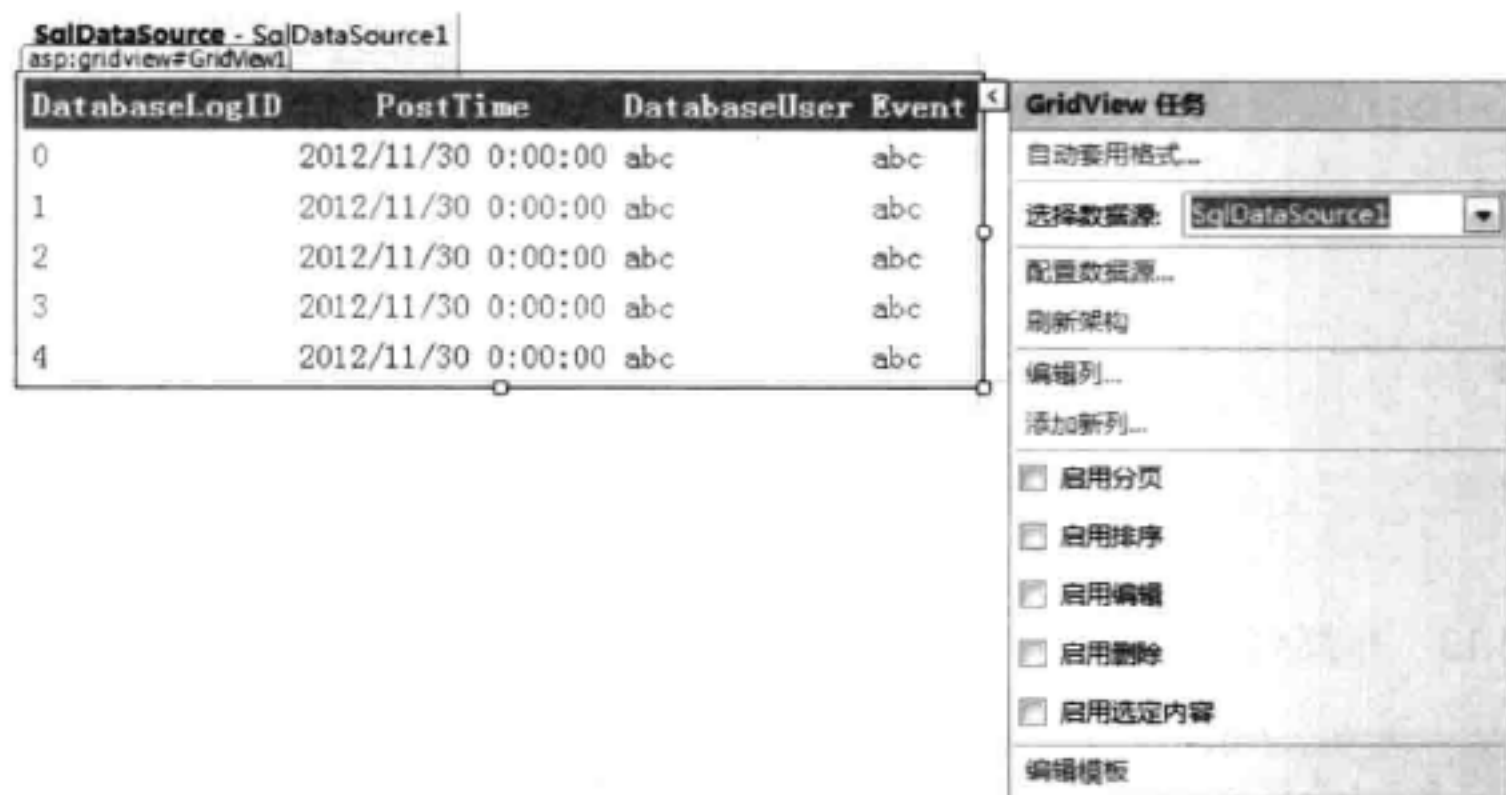 SqlDataSource - SqlDataSource1
asp:gridview#GridView1
DatabaseLogID PostTime DatabaseUser Event
0 2012/11/30 0:00:00 abc abc
1 2012/11/30 0:00:00 abc abc
2 2012/11/30 0:00:00 abc abc
3 2012/11/30 0:00:00 abc abc
4 2012/11/30 0:00:00 abc abc
GridView 任务
自动套用格式...
选择数据源: SqlDataSource1
配置数据源...
刷新架构
编辑列...
添加新列...
启用分页
启用排序
启用编辑
启用删除
启用选定内容
编辑模板